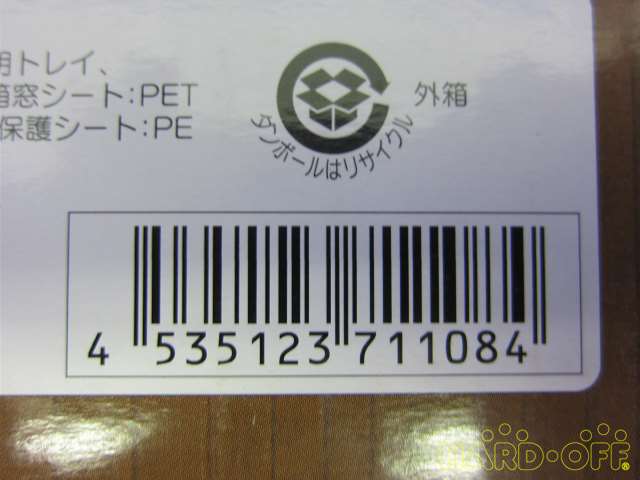 明トレイ、
箱窓シート:PET
保護シート:PE
外箱
ダンボールはリサイクル
4 535123 711084
HARD-OFF